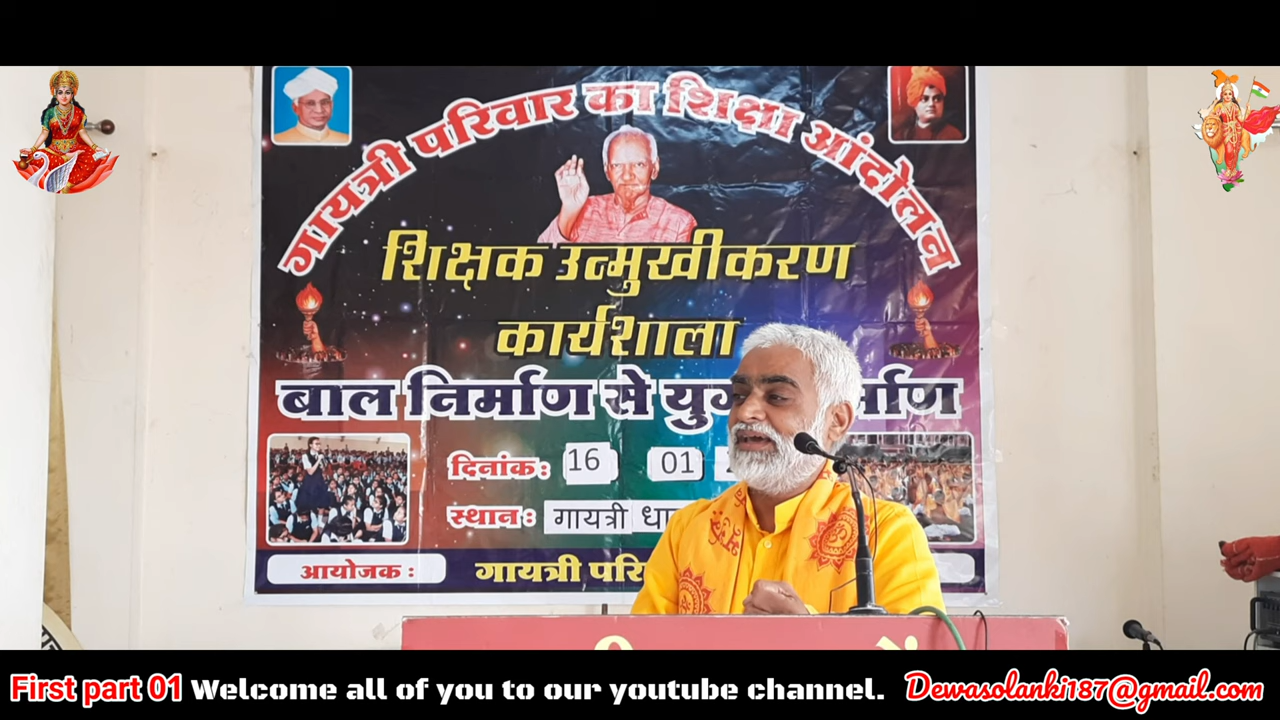 गायत्री परिवार का शिक्षा आंदोलन
शिक्षक उन्मुखीकरण
कार्यशाला
बाल निर्माण से
दिनांक: 16 01
स्थान: गायत्री
आयोजक: गायत्री
First part 01 Welcome all of you to our youtube channel. Dewasolanki187@gmail.com